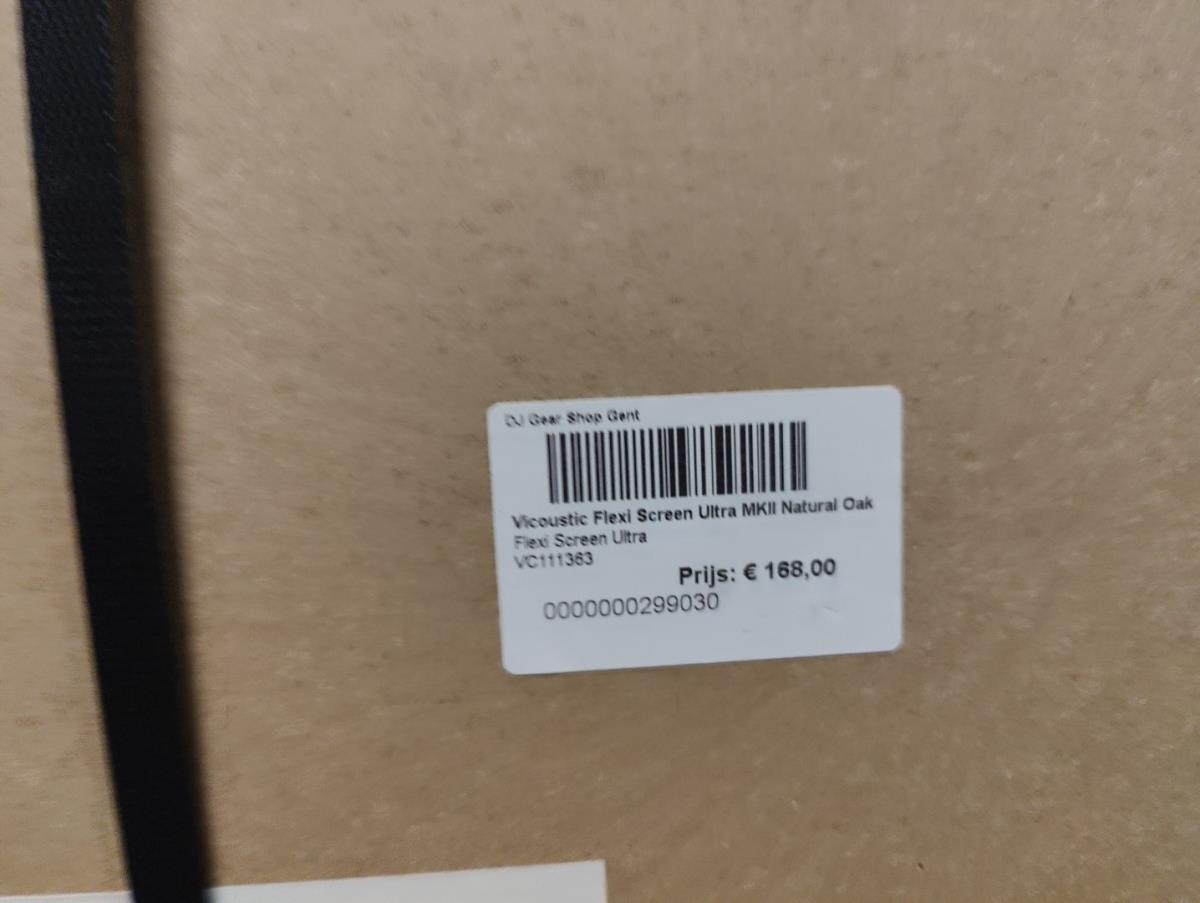 DJ Gear Shop Gent
Vicoustic Flexi Screen Ultra MKII Natural Oak
Flexi Screen Ultra
VC111363
Prijs: € 168,00
0000000299030